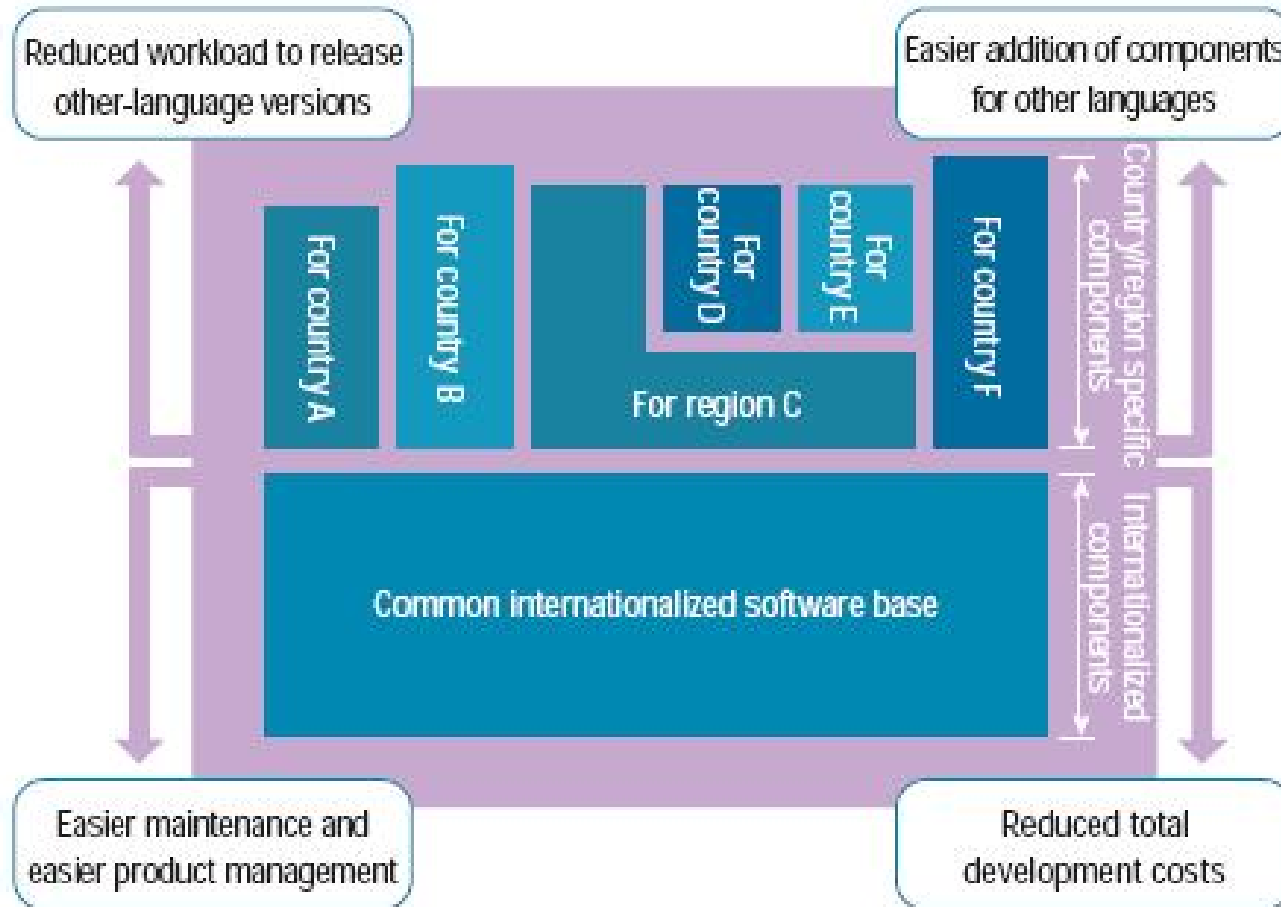 Reduced workload to release
other-language versions
Easier addition of components
for other languages
For country A
For country B
For region C
For
country D
For
country E
For country F
Country/region specific
components
Common internationalized software base
Internationalized
components
Easier maintenance and
easier product management
Reduced total
development costs